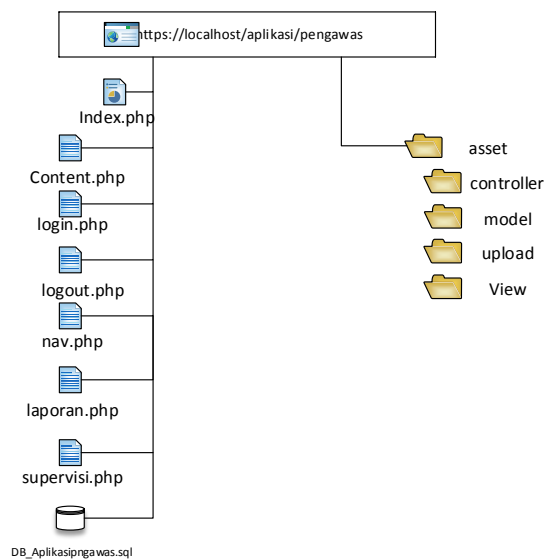 https://localhost/aplikasi/pengawas
Index.php
Content.php
login.php
logout.php
nav.php
laporan.php
supervisi.php
DB_Aplikasipngawas.sql
asset
controller
model
upload
View